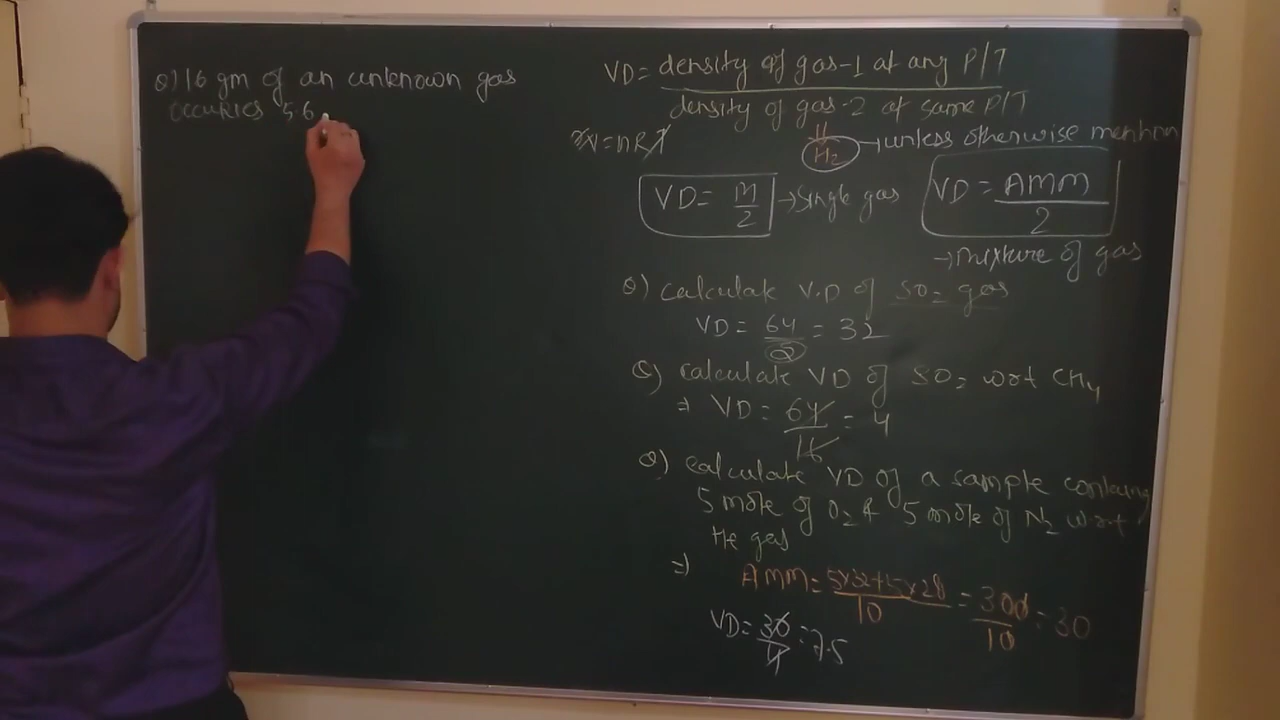 Q) 16 gm of an unknown gas
occupies 5.6
VD = density of gas-1 at any P/T
density of gas-2 at same P/T
H2 → unless otherwise mention
PV = nRT
VD = M/2 → single gas
VD = AMM/2
→ mixture of gas
Q) calculate V.D of SO2 gas
VD = 64/2 = 32
Q) calculate VD of SO2 wrt CH4
⇒ VD = 64/16 = 4
Q) calculate VD of a sample containing
5 mole of O2 & 5 mole of N2 wrt
He gas
⇒ AMM = 5x32+5x28/10 = 300/10 = 30
VD = 30/4 = 7.5